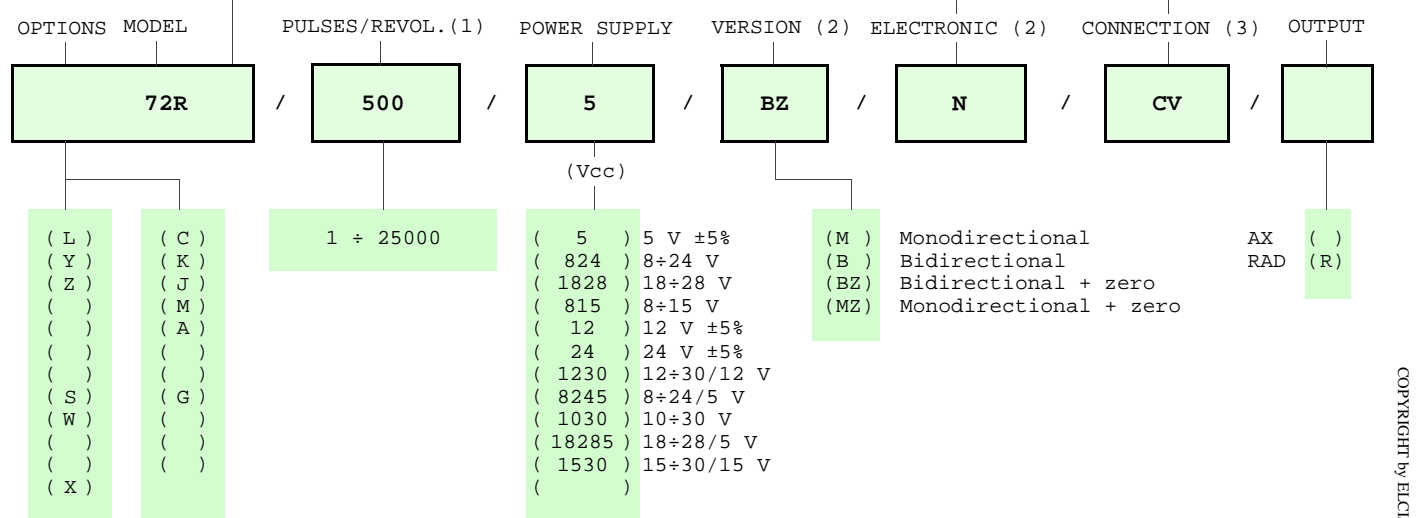 OPTIONS MODEL PULSES/REVOL.(1) POWER SUPPLY VERSION (2) ELECTRONIC (2) CONNECTION (3) OUTPUT
72R / 500 / 5 / BZ / N / CV /
(Vcc)
( L ) ( C ) 1 ÷ 25000 ( 5 ) 5 V ±5% (M ) Monodirectional AX ( )
( Y ) ( K ) ( 824 ) 8÷24 V (B ) Bidirectional RAD (R)
( Z ) ( J ) ( 1828 ) 18÷28 V (BZ) Bidirectional + zero
( ) ( M ) ( 815 ) 8÷15 V (MZ) Monodirectional + zero
( ) ( A ) ( 12 ) 12 V ±5%
( ) ( ) ( 24 ) 24 V ±5%
( ) ( ) ( 1230 ) 12÷30/12 V
( S ) ( G ) ( 8245 ) 8÷24/5 V
( W ) ( ) ( 1030 ) 10÷30 V
( ) ( ) ( 18285 ) 18÷28/5 V
( ) ( ) ( 1530 ) 15÷30/15 V
( X ) ( )
COPYRIGHT by ELCI